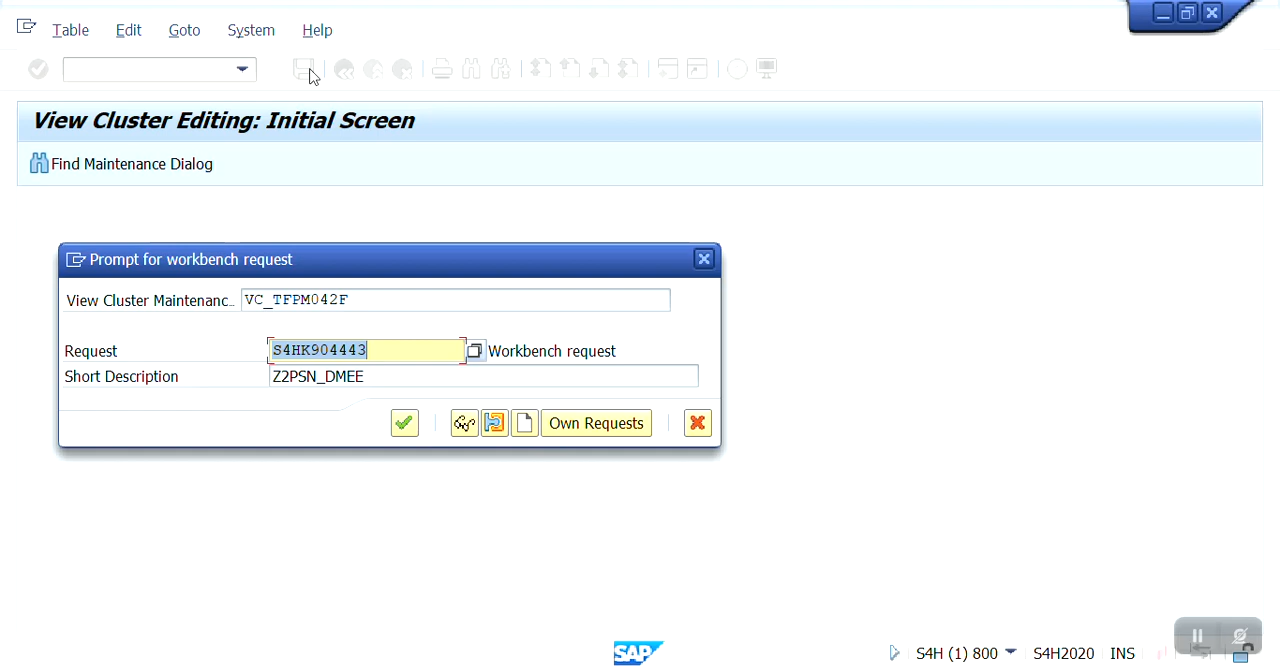 Table Edit Goto System Help
View Cluster Editing: Initial Screen
Find Maintenance Dialog
Prompt for workbench request
View Cluster Maintenanc.. VC_TFPM042F
Request S4HK904443 Workbench request
Short Description Z2PSN_DMEE
Own Requests
SAP S4H (1) 800 S4H2020 INS